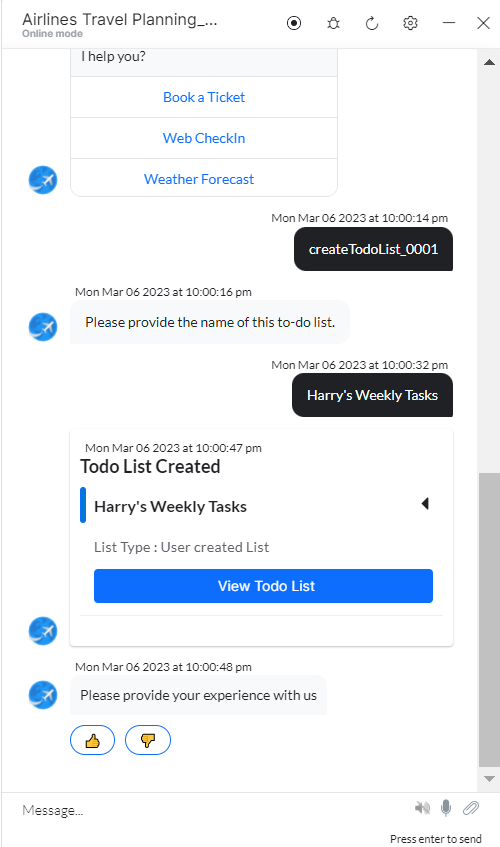 Airlines Travel Planning_...
Online mode
I help you?
Book a Ticket
Web CheckIn
Weather Forecast
Mon Mar 06 2023 at 10:00:14 pm
createTodoList_0001
Mon Mar 06 2023 at 10:00:16 pm
Please provide the name of this to-do list.
Mon Mar 06 2023 at 10:00:32 pm
Harry's Weekly Tasks
Mon Mar 06 2023 at 10:00:47 pm
Todo List Created
Harry's Weekly Tasks
List Type : User created List
View Todo List
Mon Mar 06 2023 at 10:00:48 pm
Please provide your experience with us
Message...
Press enter to send